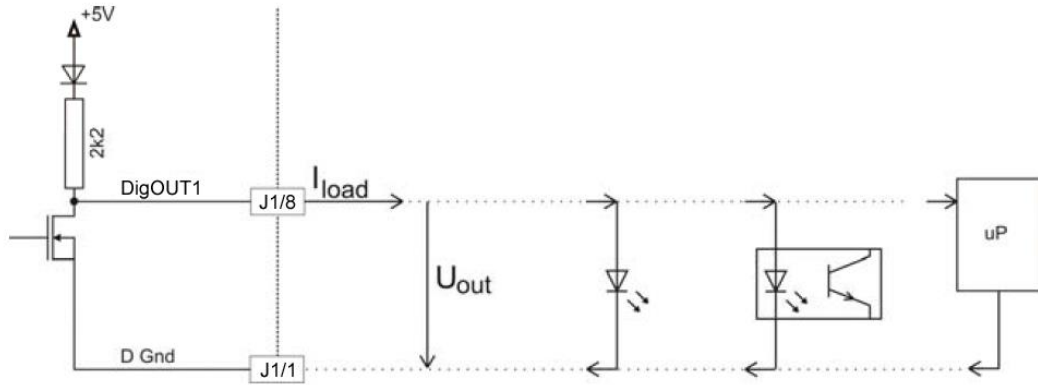 +5V
2k2
DigOUT1
J1/8
Iload
uP
Uout
D Gnd
J1/1